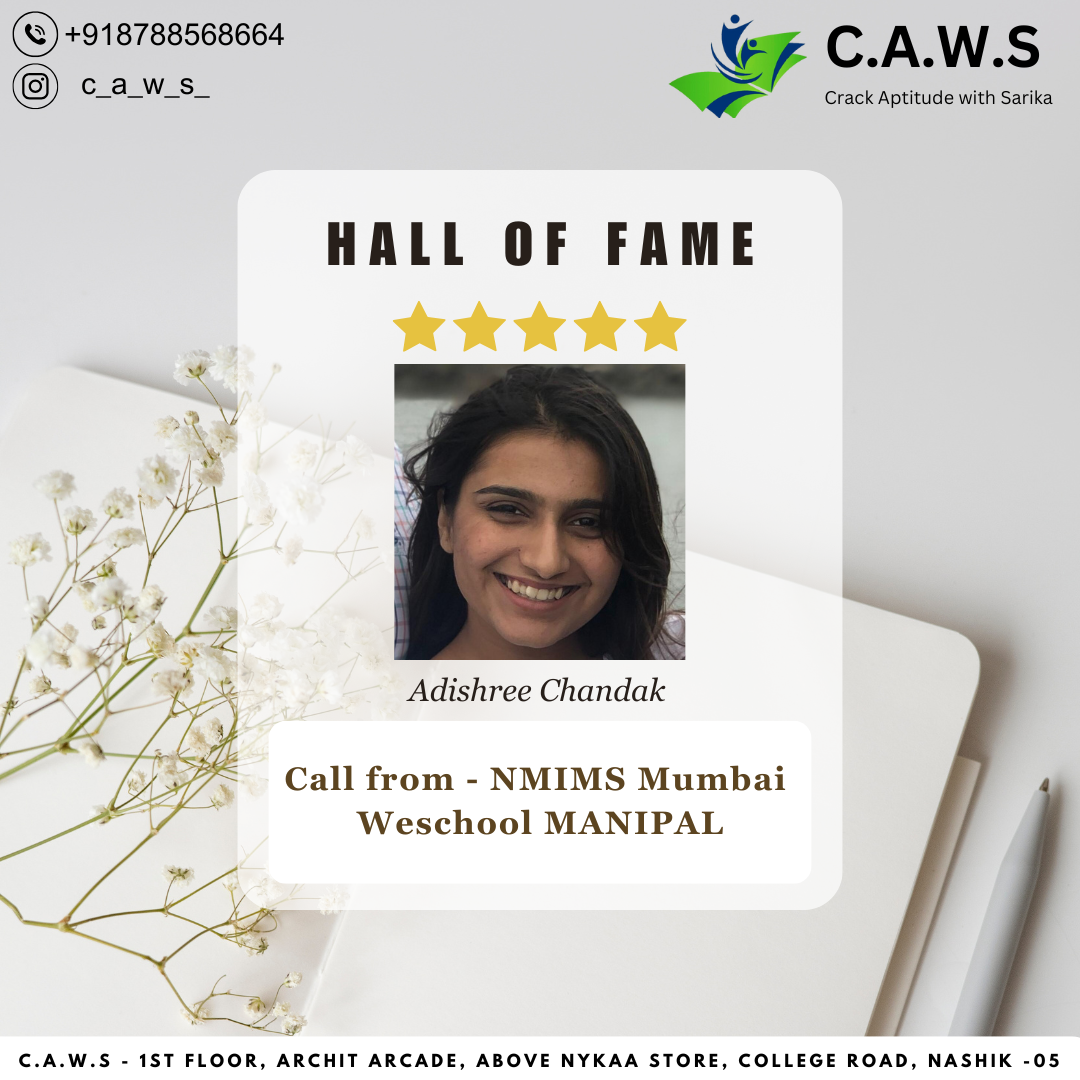 +918788568664
c_a_w_s_
C.A.W.S
Crack Aptitude with Sarika
HALL OF FAME
Adishree Chandak
Call from - NMIMS Mumbai
Weschool MANIPAL
C.A.W.S - 1ST FLOOR, ARCHIT ARCADE, ABOVE NYKAA STORE, COLLEGE ROAD, NASHIK -05